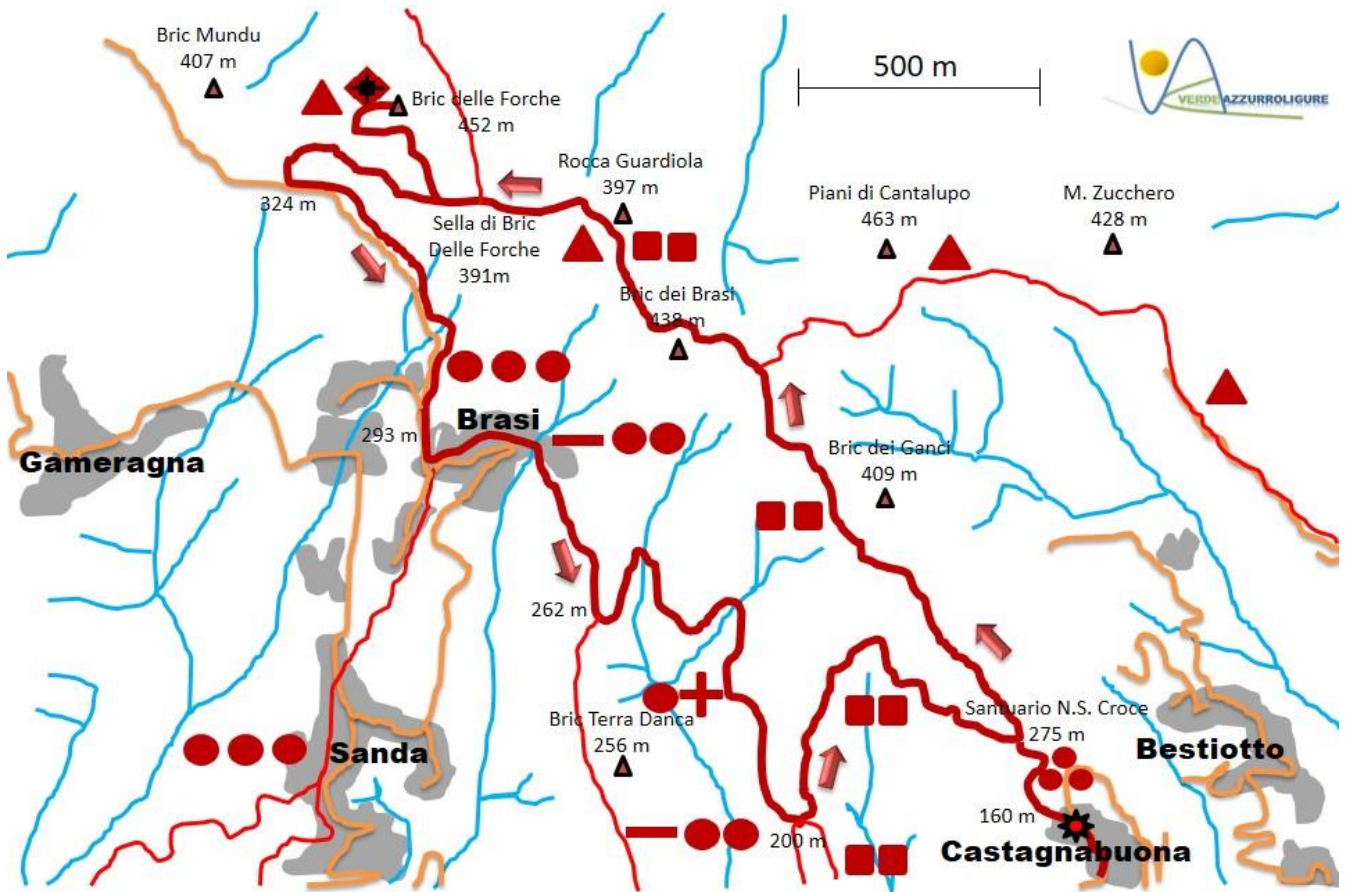 Bric Mundu
407 m
Bric delle Forche
452 m
500 m
VERDEAZZURROLIGURE
Rocca Guardiola
397 m
Piani di Cantalupo
463 m
M. Zucchero
428 m
324 m
Sella di Bric
Delle Forche
391m
Bric dei Brasi
438 m
Brasi
293 m
Gameragna
Bric dei Ganci
409 m
262 m
Bric Terra Danca
256 m
Santuario N.S. Croce
275 m
Sanda
Bestiotto
160 m
200 m
Castagnabuona